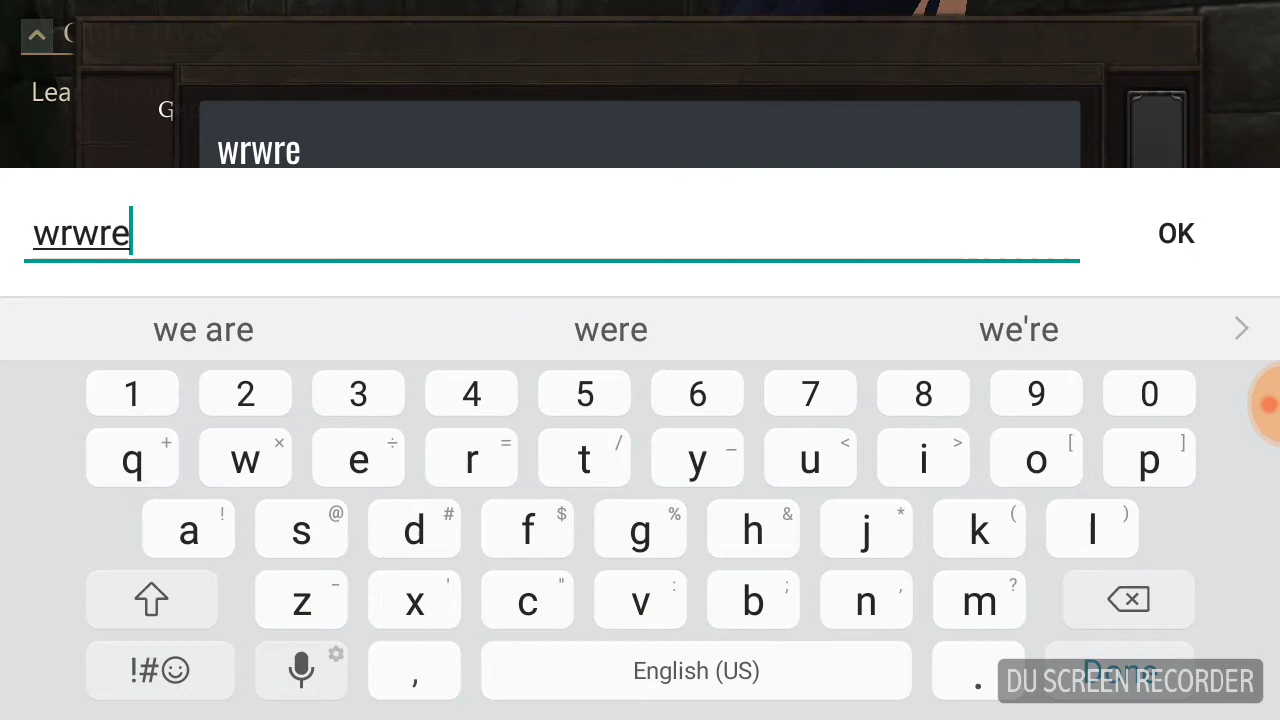 Lea
G
wrwre
wrwre
OK
we are were we're
1 2 3 4 5 6 7 8 9 0
q + w × e ÷ r = t / y _ u < i > o [ p ]
a ! s @ d # f $ g % h & j * k ( l )
z - x ' c " v : b ; n , m ?
!#☺ , English (US) . Done
DU SCREEN RECORDER